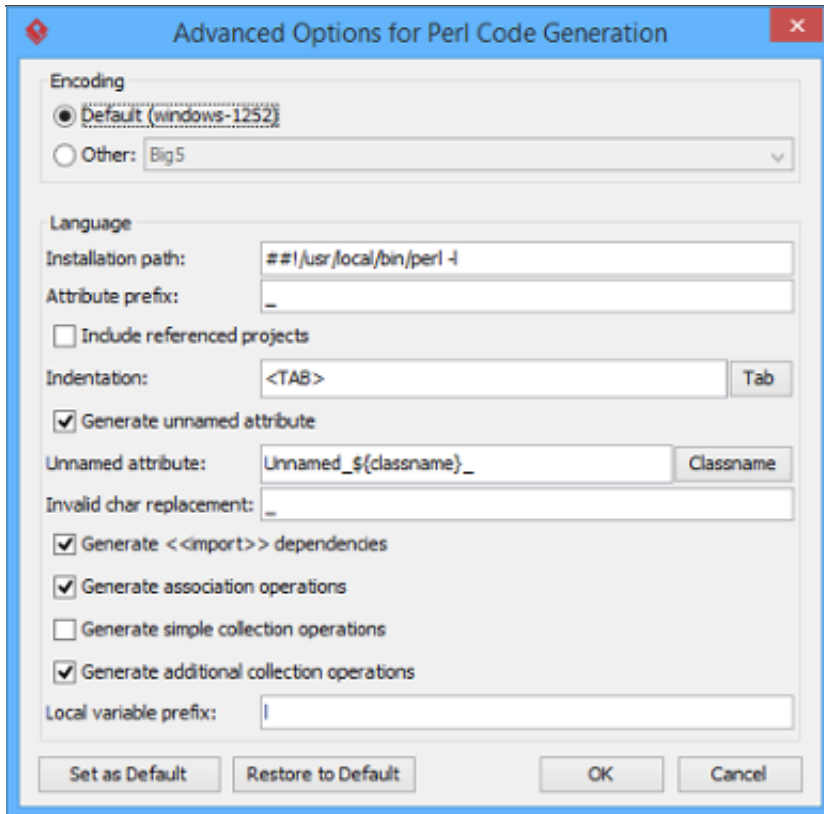 Advanced Options for Perl Code Generation
Encoding
Default (windows-1252)
Other: Big5
Language
Installation path: ##!/usr/local/bin/perl -l
Attribute prefix: _
Include referenced projects
Indentation: <TAB> Tab
Generate unnamed attribute
Unnamed attribute: Unnamed_${classname}_ Classname
Invalid char replacement: _
Generate <<import>> dependencies
Generate association operations
Generate simple collection operations
Generate additional collection operations
Local variable prefix: l
Set as Default Restore to Default OK Cancel